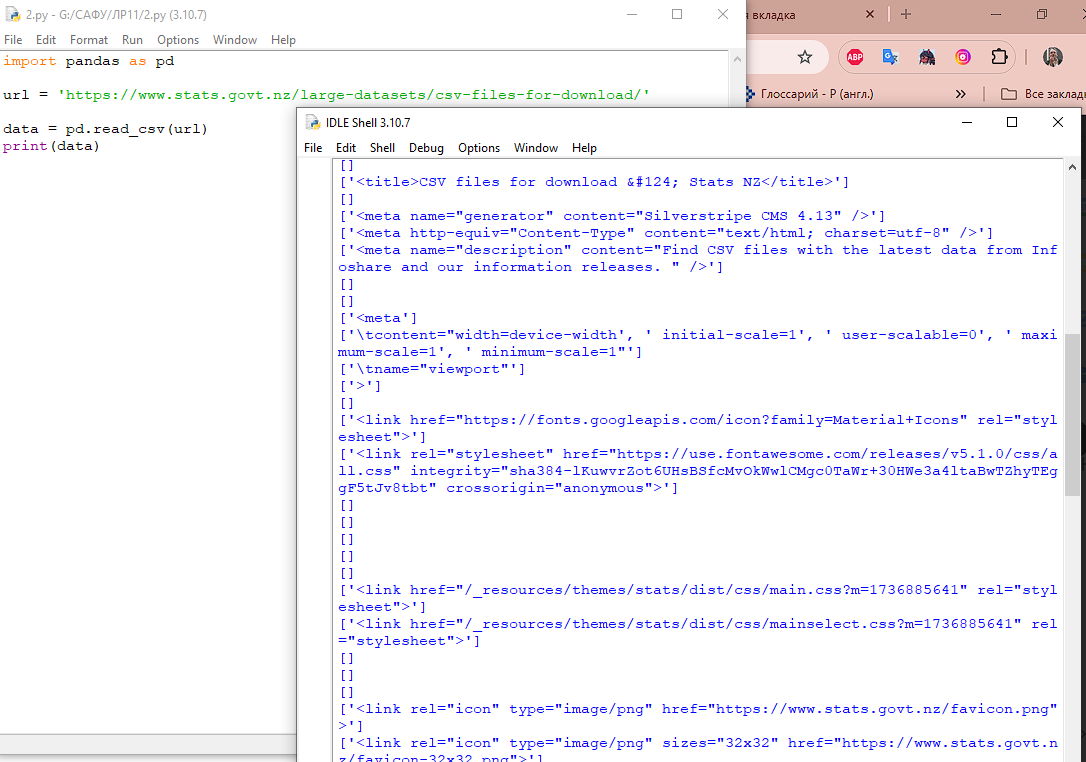 2.py - G:/САФУ/ЛР11/2.py (3.10.7)
File Edit Format Run Options Window Help
import pandas as pd
url = 'https://www.stats.govt.nz/large-datasets/csv-files-for-download/'
data = pd.read_csv(url)
print(data)
я вкладка
ABP
Глоссарий - Р (англ.)
»
Все заклад
IDLE Shell 3.10.7
File Edit Shell Debug Options Window Help
[]
['<title>CSV files for download &#124; Stats NZ</title>']
[]
['<meta name="generator" content="Silverstripe CMS 4.13" />']
['<meta http-equiv="Content-Type" content="text/html; charset=utf-8" />']
['<meta name="description" content="Find CSV files with the latest data from Inf
oshare and our information releases. " />']
[]
[]
['<meta']
['\tcontent="width=device-width', ' initial-scale=1', ' user-scalable=0', ' maxi
mum-scale=1', ' minimum-scale=1"']
['\tname="viewport"']
['>']
[]
['<link href="https://fonts.googleapis.com/icon?family=Material+Icons" rel="styl
esheet">']
['<link rel="stylesheet" href="https://use.fontawesome.com/releases/v5.1.0/css/a
ll.css" integrity="sha384-lKuwvrZot6UHsBSfcMvOkWwlCMgc0TaWr+30HWe3a4ltaBwTZhyTEg
gF5tJv8tbt" crossorigin="anonymous">']
[]
[]
[]
[]
[]
['<link href="/_resources/themes/stats/dist/css/main.css?m=1736885641" rel="styl
esheet">']
['<link href="/_resources/themes/stats/dist/css/mainselect.css?m=1736885641" rel
="stylesheet">']
[]
[]
[]
['<link rel="icon" type="image/png" href="https://www.stats.govt.nz/favicon.png"
>']
['<link rel="icon" type="image/png" sizes="32x32" href="https://www.stats.govt.n
z/favicon-32x32.png">']